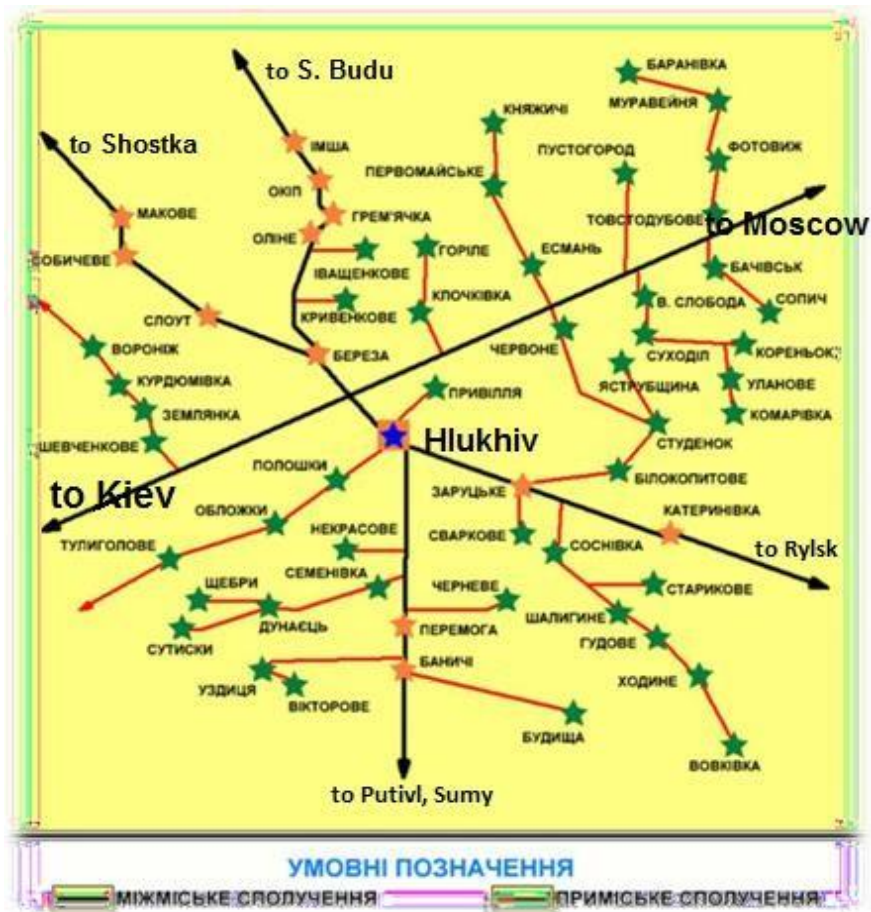 to S. Budu
БАРАНІВКА
МУРАВЕЙНЯ
КНЯЖИЧІ
to Shostka
ІМША
ПУСТОГОРОД
ФОТОВИЖ
ПЕРВОМАЙСЬКЕ
ОКІП
МАКОВЕ
ГРЕМ'ЯЧКА
ТОВСТОДУБОВЕ
to Moscow
ОЛІНЕ
СОБИЧЕВЕ
ГОРІЛЕ
ЕСМАНЬ
ІВАЩЕНКОВЕ
БАЧІВСЬК
КЛОЧКІВКА
В. СЛОБОДА
СОПИЧ
СЛОУТ
КРИВЕНКОВЕ
ВОРОНІЖ
БЕРЕЗА
ЧЕРВОНЕ
СУХОДІЛ
КОРЕНЬОК
КУРДЮМІВКА
ПРИВІЛЛЯ
ЯСТРУБЩИНА
УЛАНОВЕ
ЗЕМЛЯНКА
КОМАРІВКА
ШЕВЧЕНКОВЕ
Hlukhiv
СТУДЕНОК
ПОЛОШКИ
БІЛОКОПИТОВЕ
to Kiev
ЗАРУЦЬКЕ
ОБЛОЖКИ
КАТЕРИНІВКА
НЕКРАСОВЕ
СВАРКОВЕ
ТУЛИГОЛОВЕ
СОСНІВКА
to Rylsk
СЕМЕНІВКА
ЩЕБРИ
ЧЕРНЕВЕ
СТАРИКОВЕ
ДУНАЄЦЬ
ШАЛИГИНЕ
СУТИСКИ
ПЕРЕМОГА
ГУДОВЕ
БАНИЧІ
УЗДИЦЯ
ХОДИНЕ
ВІКТОРОВЕ
БУДИЩА
ВОВКІВКА
to Putivl, Sumy
УМОВНІ ПОЗНАЧЕННЯ
МІЖМІСЬКЕ СПОЛУЧЕННЯ ПРИМІСЬКЕ СПОЛУЧЕННЯ